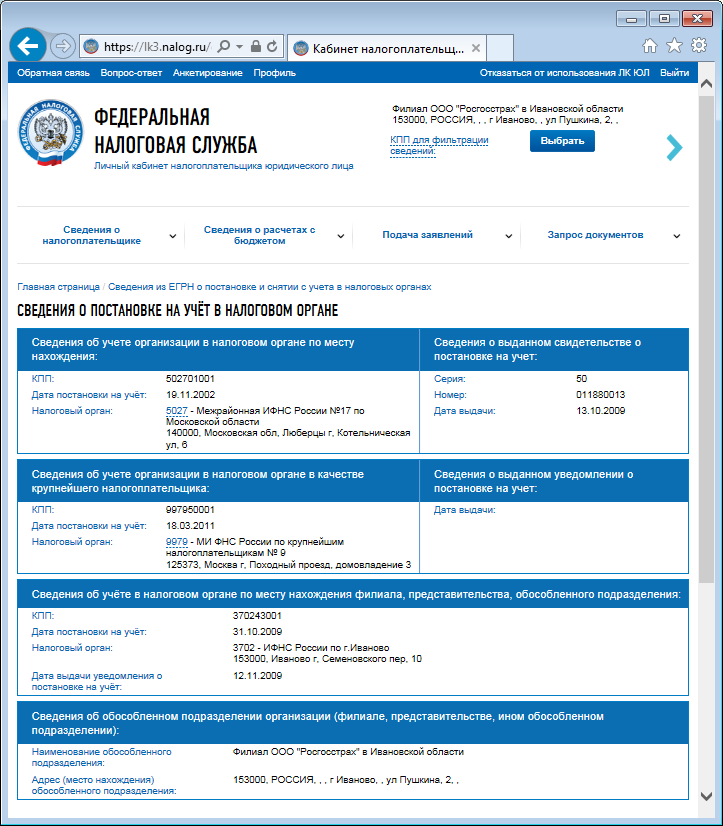 https://lk3.nalog.ru/
Кабинет налогоплательщ...
Обратная связь Вопрос-ответ Анкетирование Профиль
Отказаться от использования ЛК ЮЛ Выйти
ФЕДЕРАЛЬНАЯ НАЛОГОВАЯ СЛУЖБА
ФЕДЕРАЛЬНАЯ
НАЛОГОВАЯ СЛУЖБА
Личный кабинет налогоплательщика юридического лица
Филиал ООО "Росгосстрах" в Ивановской области
153000, РОССИЯ, , , г Иваново, , ул Пушкина, 2, ,
КПП для фильтрации
сведений:
Выбрать
Сведения о
налогоплательщике
Сведения о расчетах с
бюджетом
Подача заявлений
Запрос документов
Главная страница / Сведения из ЕГРН о постановке и снятии с учета в налоговых органах
СВЕДЕНИЯ О ПОСТАНОВКЕ НА УЧЁТ В НАЛОГОВОМ ОРГАНЕ
Сведения об учете организации в налоговом органе по месту
нахождения:
Сведения о выданном свидетельстве о
постановке на учет:
КПП: 502701001
Дата постановки на учёт: 19.11.2002
Налоговый орган: 5027 - Межрайонная ИФНС России №17 по
Московской области
140000, Московская обл, Люберцы г, Котельническая
ул, 6
Серия: 50
Номер: 011880013
Дата выдачи: 13.10.2009
Сведения об учете организации в налоговом органе в качестве
крупнейшего налогоплательщика:
Сведения о выданном уведомлении о
постановке на учет:
КПП: 997950001
Дата постановки на учёт: 18.03.2011
Налоговый орган: 9979 - МИ ФНС России по крупнейшим
налогоплательщикам № 9
125373, Москва г, Походный проезд, домовладение 3
Дата выдачи:
Сведения об учёте в налоговом органе по месту нахождения филиала, представительства, обособленного подразделения:
КПП: 370243001
Дата постановки на учёт: 31.10.2009
Налоговый орган: 3702 - ИФНС России по г.Иваново
153000, Иваново г, Семеновского пер, 10
Дата выдачи уведомления о 12.11.2009
постановке на учёт:
Сведения об обособленном подразделении организации (филиале, представительстве, ином обособленном
подразделении):
Наименование обособленного Филиал ООО "Росгосстрах" в Ивановской области
подразделения:
Адрес (место нахождения) 153000, РОССИЯ, , , г Иваново, , ул Пушкина, 2, ,
обособленного подразделения: